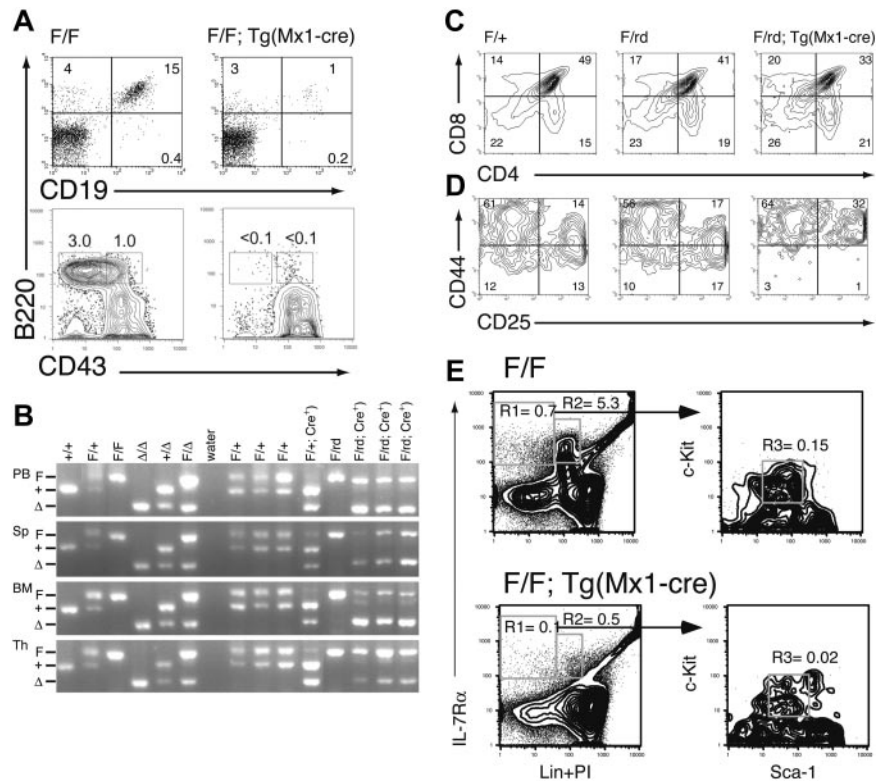 A
F/F
F/F; Tg(Mx1-cre)
4
15
0.4
3
1
0.2
CD19
3.0
1.0
<0.1
<0.1
B220
CD43
B
+/+
F/+
F/F
Δ/Δ
+/Δ
F/Δ
water
F/+
F/+
F/+
F/+; Cre+)
F/rd
F/rd; Cre+)
F/rd; Cre+)
F/rd; Cre+)
PB
F
+
Δ
Sp
F
+
Δ
BM
F
+
Δ
Th
F
+
Δ
C
F/+
F/rd
F/rd; Tg(Mx1-cre)
14
49
22
15
17
41
23
19
20
33
26
21
CD8
CD4
D
61
14
12
13
58
17
10
17
64
32
3
1
CD44
CD25
E
F/F
R1= 0.7
R2= 5.3
c-Kit
R3= 0.15
F/F; Tg(Mx1-cre)
R1= 0.1
R2= 0.5
c-Kit
R3= 0.02
IL-7Rα
Lin+PI
Sca-1